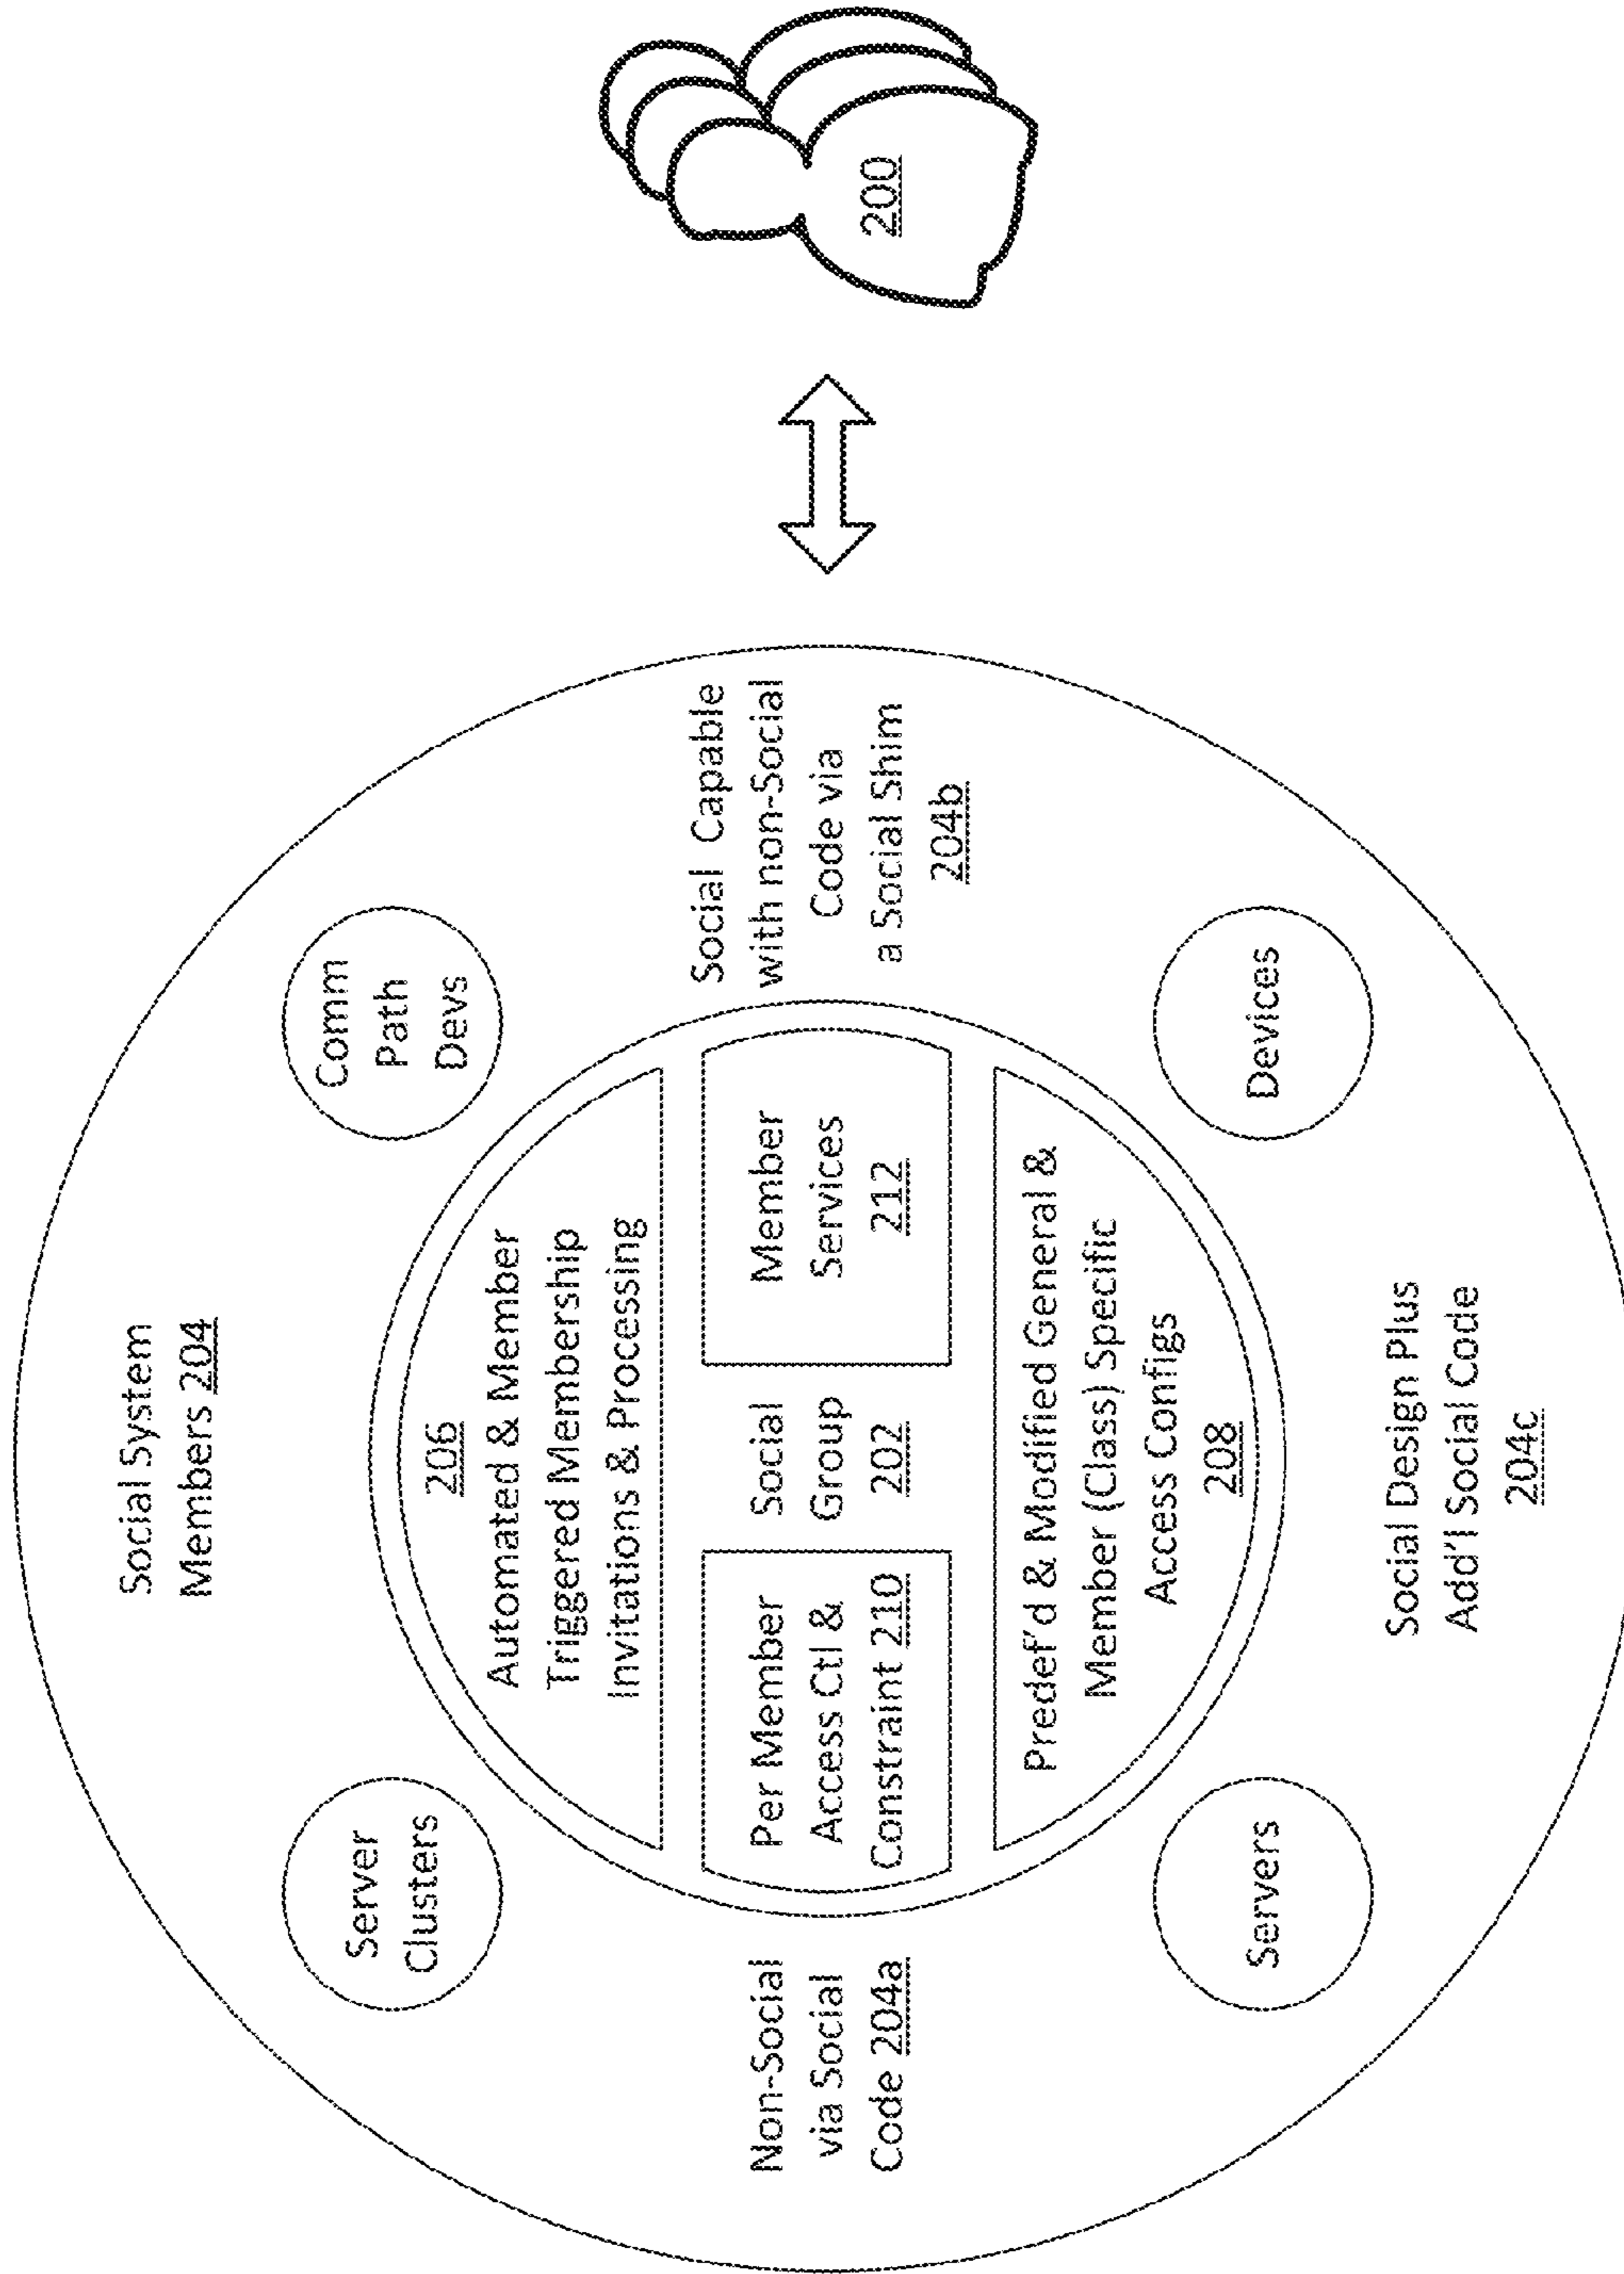 Social System
Members 204
Server
Clusters
Comm
Path
Devs
206
Automated & Member
Triggered Membership
Invitations & Processing
Non-Social
via Social
Code 204a
Per Member
Access Ctl &
Constraint 210
Social
Group
202
Member
Services
212
Social Capable
with non-Social
Code via
a Social Shim
204b
200
Predef'd & Modified General &
Member (Class) Specific
Access Configs
208
Servers
Devices
Social Design Plus
Add'l Social Code
204c